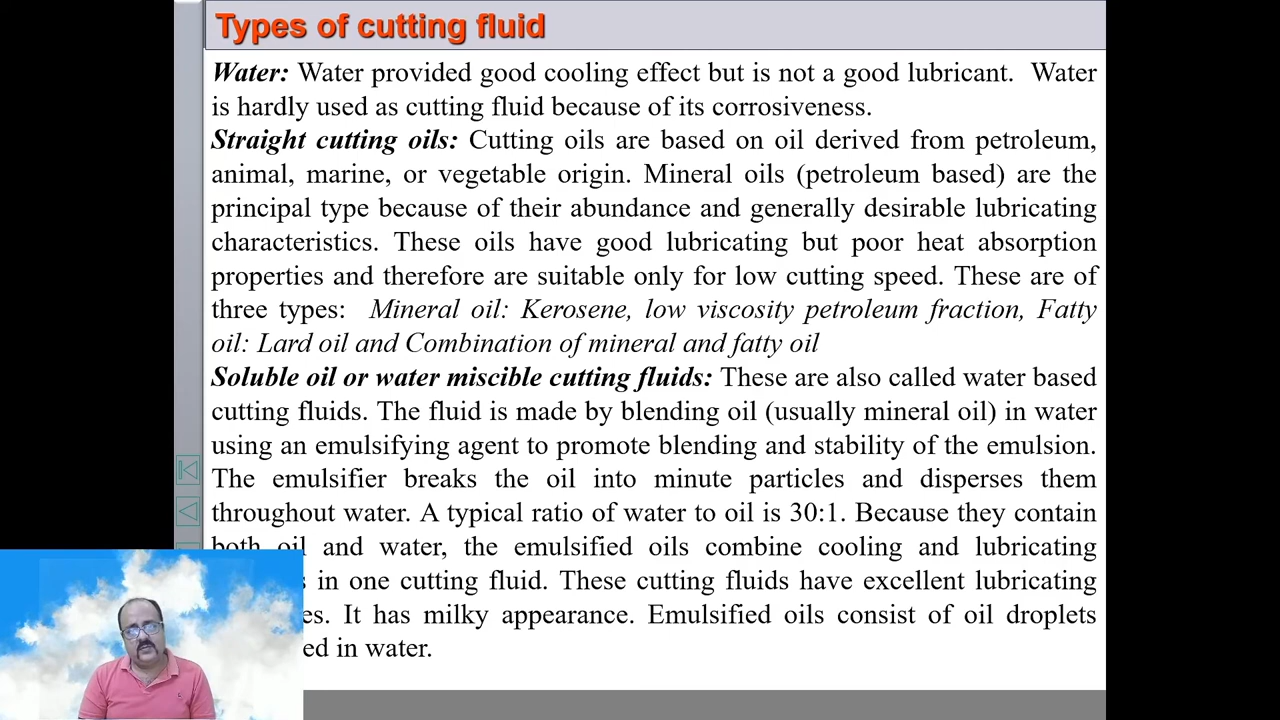 Types of cutting fluid
Water: Water provided good cooling effect but is not a good lubricant. Water
is hardly used as cutting fluid because of its corrosiveness.
Straight cutting oils: Cutting oils are based on oil derived from petroleum,
animal, marine, or vegetable origin. Mineral oils (petroleum based) are the
principal type because of their abundance and generally desirable lubricating
characteristics. These oils have good lubricating but poor heat absorption
properties and therefore are suitable only for low cutting speed. These are of
three types: Mineral oil: Kerosene, low viscosity petroleum fraction, Fatty
oil: Lard oil and Combination of mineral and fatty oil
Soluble oil or water miscible cutting fluids: These are also called water based
cutting fluids. The fluid is made by blending oil (usually mineral oil) in water
using an emulsifying agent to promote blending and stability of the emulsion.
The emulsifier breaks the oil into minute particles and disperses them
throughout water. A typical ratio of water to oil is 30:1. Because they contain
both oil and water, the emulsified oils combine cooling and lubricating
in one cutting fluid. These cutting fluids have excellent lubricating
It has milky appearance. Emulsified oils consist of oil droplets
in water.